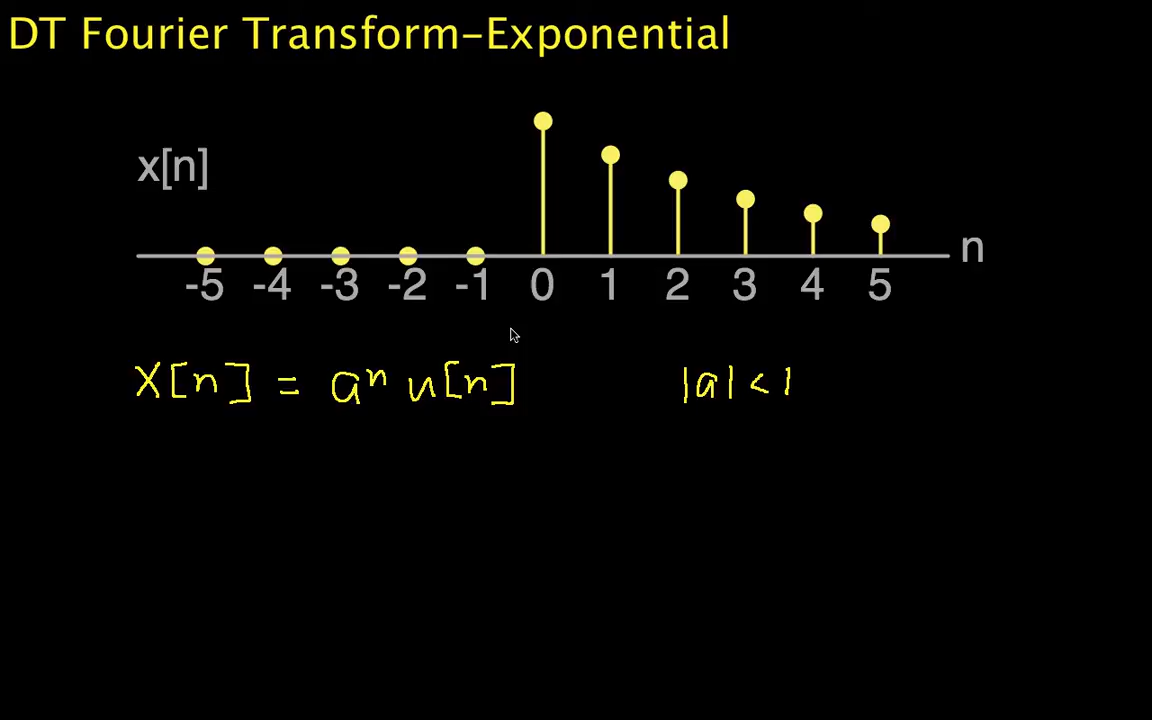 DT Fourier Transform-Exponential
x[n]
n
-5 -4 -3 -2 -1 0 1 2 3 4 5
x[n] = aⁿ u[n] |a| < 1